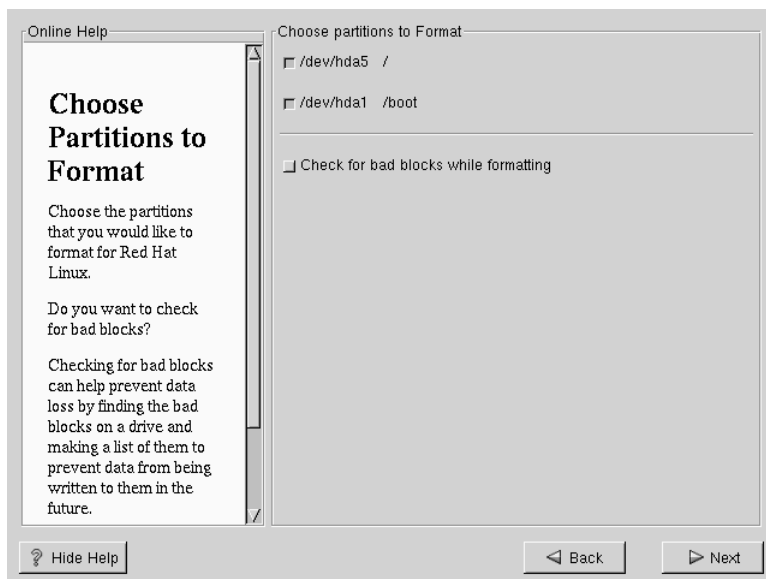 Online Help
Choose
Partitions to
Format
Choose the partitions
that you would like to
format for Red Hat
Linux.
Do you want to check
for bad blocks?
Checking for bad blocks
can help prevent data
loss by finding the bad
blocks on a drive and
making a list of them to
prevent data from being
written to them in the
future.
Choose partitions to Format
/dev/hda5 /
/dev/hda1 /boot
Check for bad blocks while formatting
? Hide Help
Back
Next